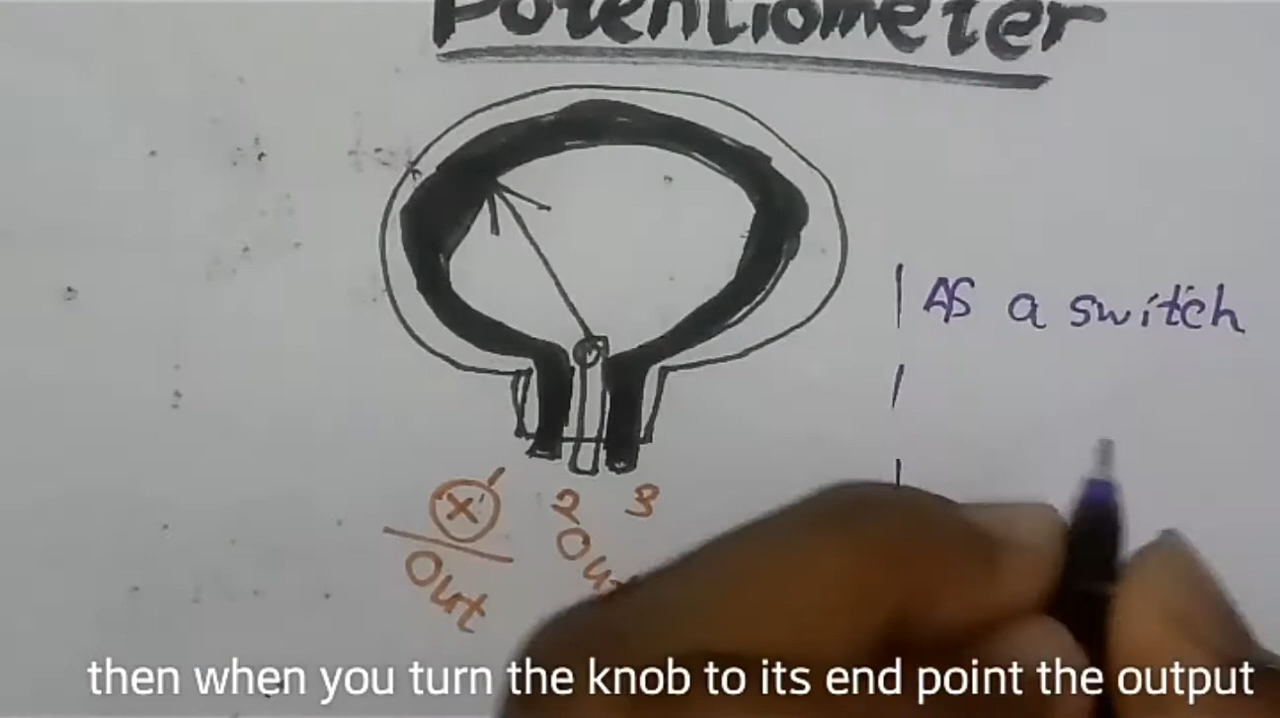 Potentiometer
As a switch
1 2 3
X
Out
Out
then when you turn the knob to its end point the output